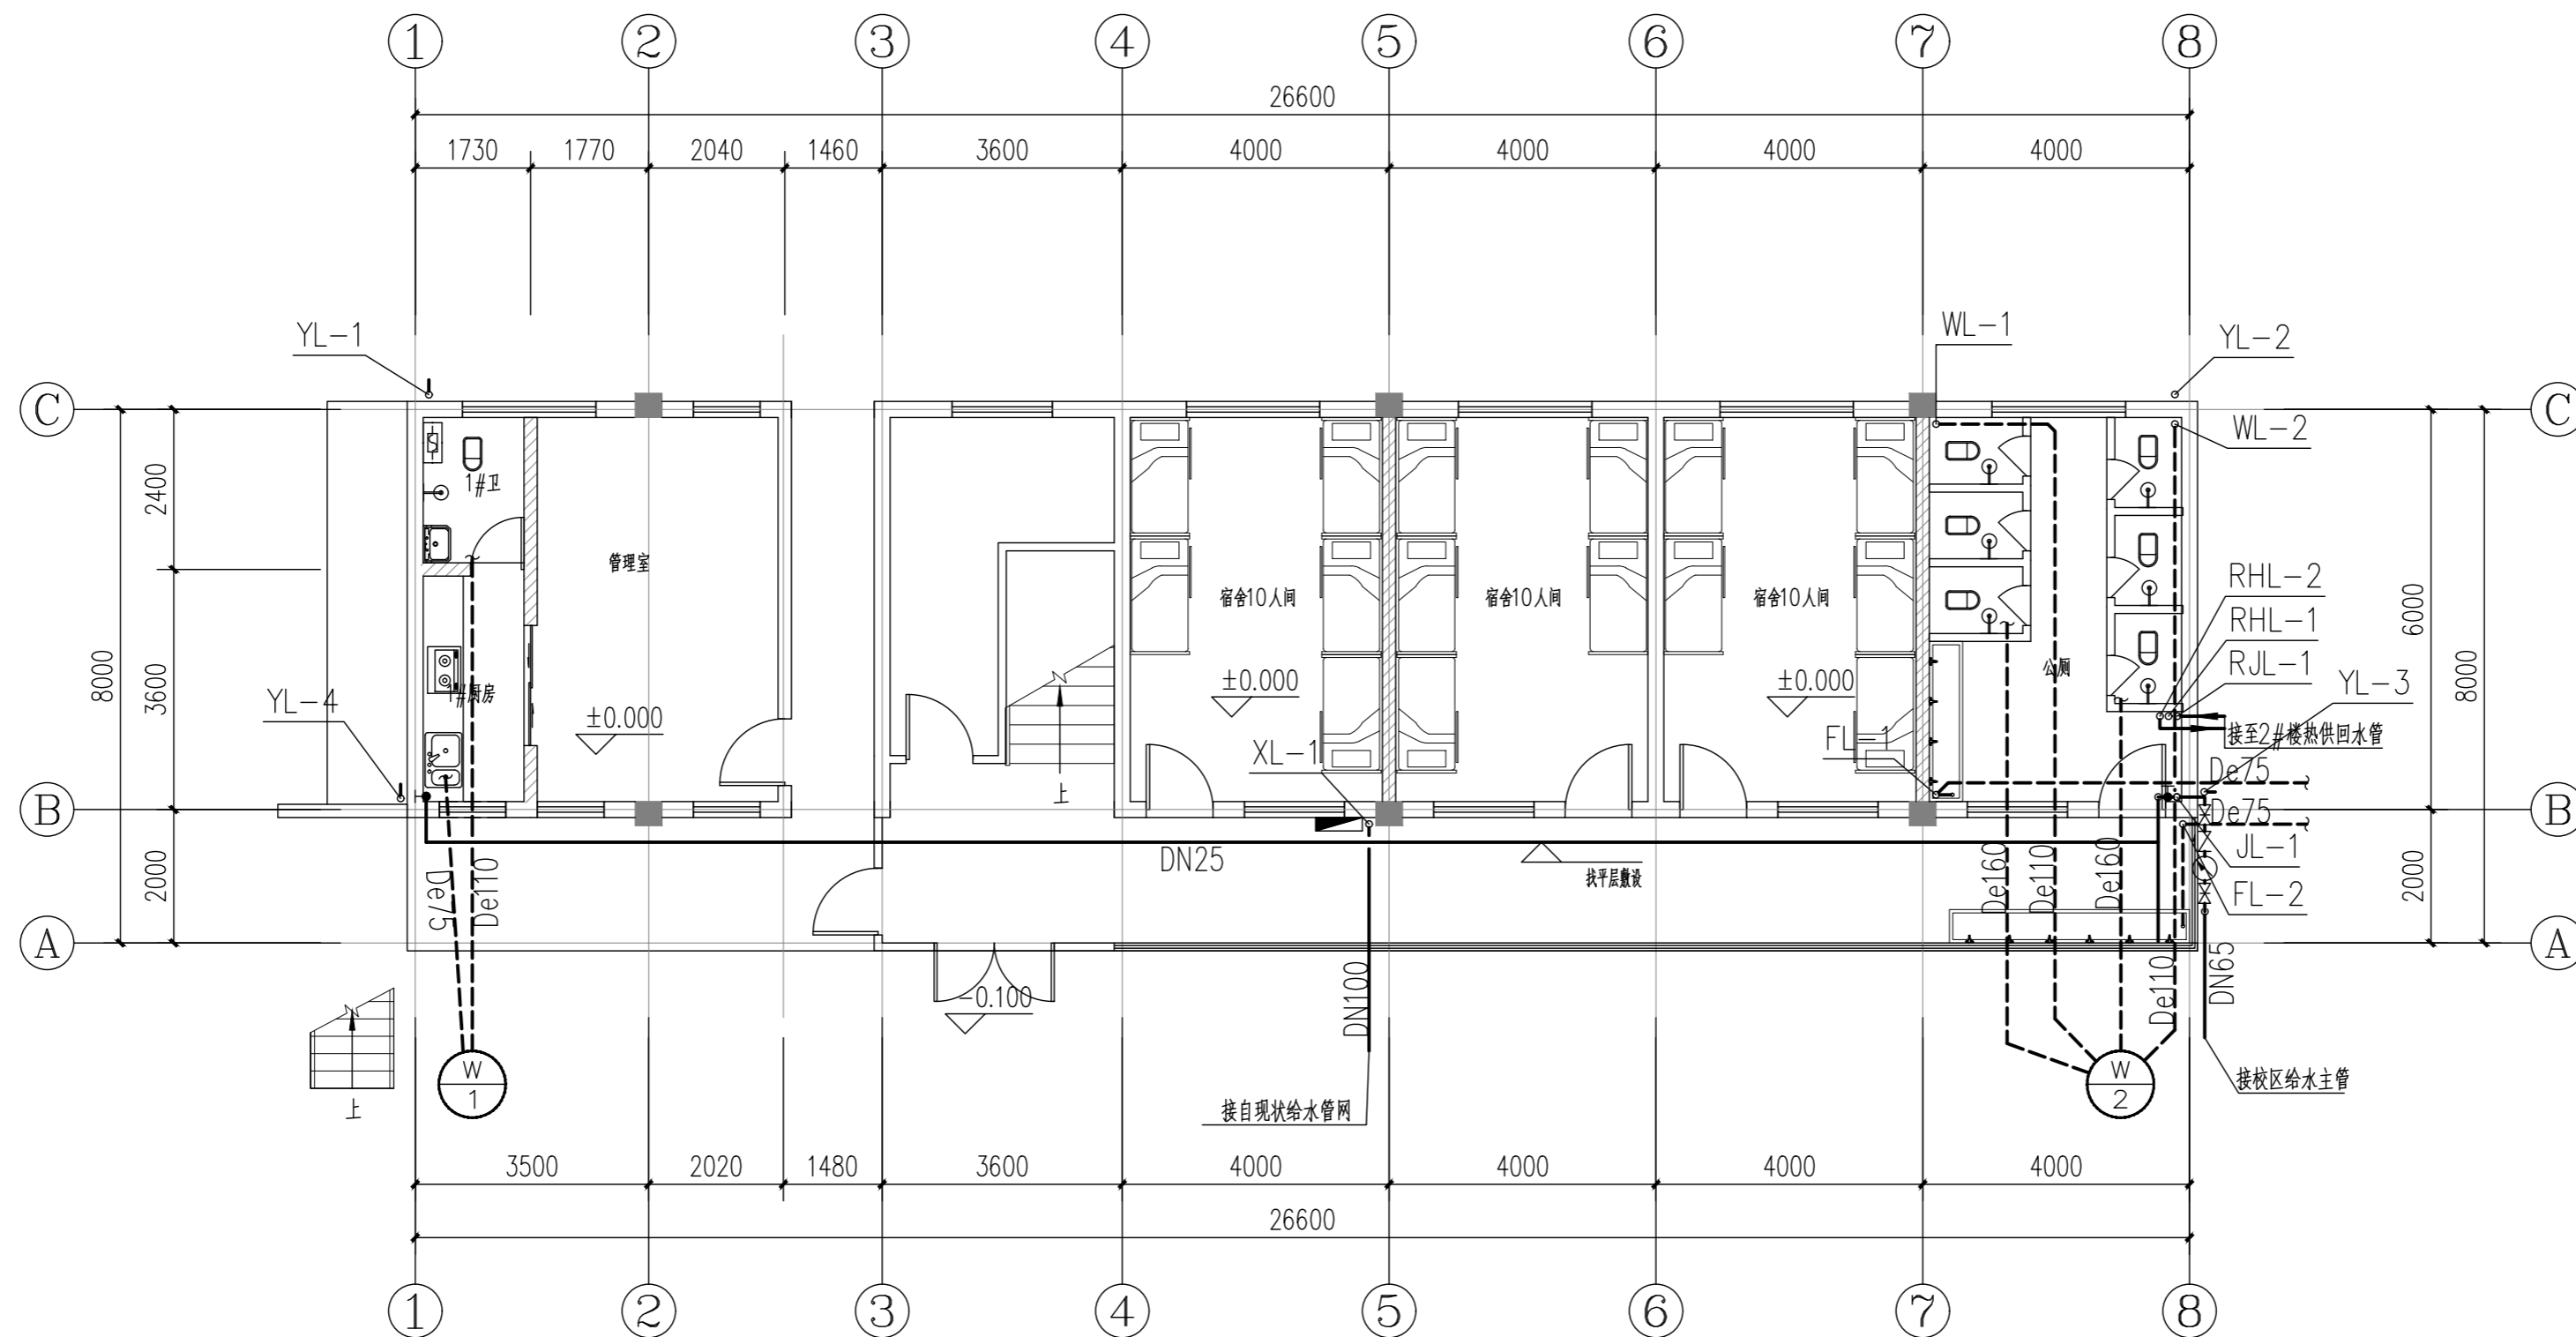 1 2 3 4 5 6 7 8
26600
1730 1770 2040 1460 3600 4000 4000 4000 4000
YL-1
WL-1
YL-2
C
C
WL-2
1#卫
2400
管理室
RHL-2
宿舍10人间 宿舍10人间 宿舍10人间
RHL-1
6000
8000
3600
公厕
RJL-1
8000
YL-4
1#厨房
±0.000
±0.000
±0.000
YL-3
±0.000
FL-1
接至2#楼热供回水管
XL-1
De75
上
B
B
De75
DN25
JL-1
找平层敷设
2000
De75
De110
De160
De110
De160
FL-2
2000
A
A
-0.100
DN100
De110
DN65
W
1
W
2
接校区给水主管
上
接自现状给水管网
3500 2020 1480 3600 4000 4000 4000 4000
26600
1 2 3 4 5 6 7 8